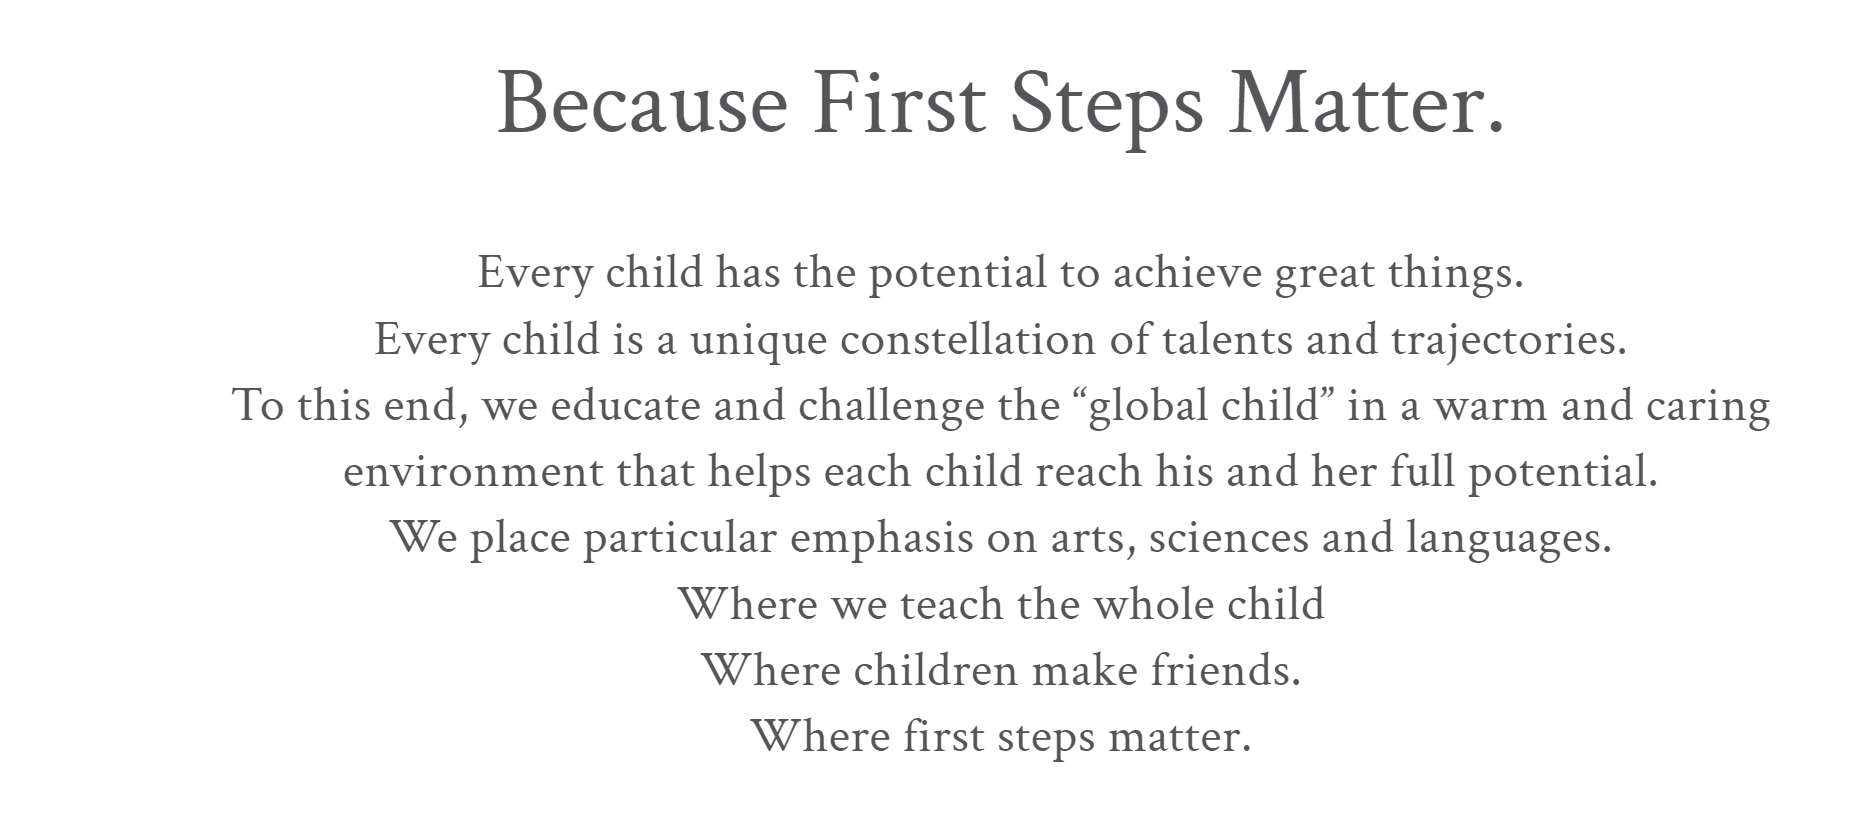 Because First Steps Matter.
Every child has the potential to achieve great things.
Every child is a unique constellation of talents and trajectories.
To this end, we educate and challenge the “global child” in a warm and caring
environment that helps each child reach his and her full potential.
We place particular emphasis on arts, sciences and languages.
Where we teach the whole child
Where children make friends.
Where first steps matter.